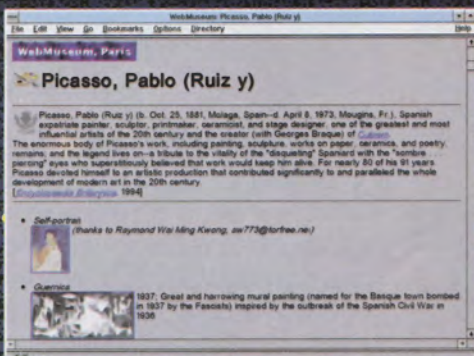 WebMuseum: Picasso, Pablo (Ruiz y)
File Edit View Go Bookmarks Options Directory Help
WebMuseum, Paris
Picasso, Pablo (Ruiz y)
Picasso, Pablo (Ruiz y) (b. Oct. 25, 1881, Malaga, Spain--d. April 8, 1973, Mougins, Fr.), Spanish
expatriate painter, sculptor, printmaker, ceramicist, and stage designer, one of the greatest and most
influential artists of the 20th century and the creator (with Georges Braque) of Cubism.
The enormous body of Picasso's work, including painting, sculpture, works on paper, ceramics, and poetry,
remains, and the legend lives on--a tribute to the vitality of the "disquieting" Spaniard with the "sombre
piercing" eyes who superstitiously believed that work would keep him alive. For nearly 80 of his 91 years
Picasso devoted himself to an artistic production that contributed significantly to and paralleled the whole
development of modern art in the 20th century.
[Encyclopaedia Britannica, 1994]
• Self-portrait
(thanks to Raymond Wai Ming Kwong, aw773@torfree.net)
• Guernica
1937; Great and harrowing mural painting (named for the Basque town bombed
in 1937 by the Fascists) inspired by the outbreak of the Spanish Civil War in
1936